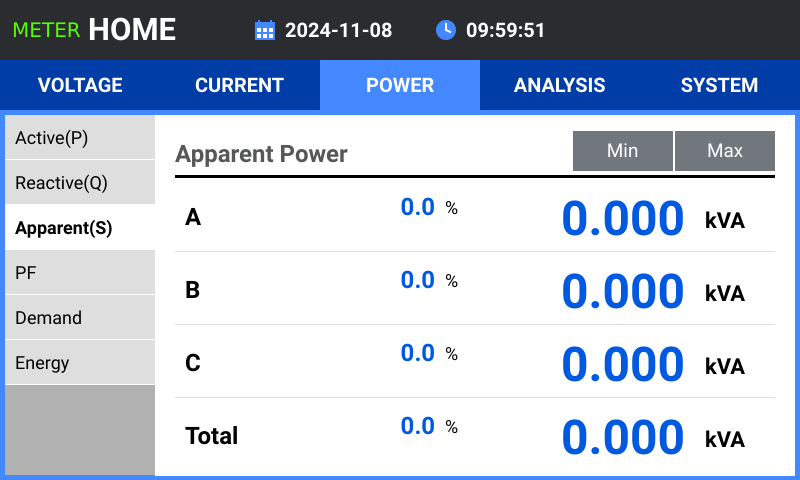 METER HOME 2024-11-08 09:59:51
VOLTAGE CURRENT POWER ANALYSIS SYSTEM
Active(P)
Reactive(Q)
Apparent(S)
PF
Demand
Energy
Apparent Power Min Max
A 0.0 % 0.000 kVA
B 0.0 % 0.000 kVA
C 0.0 % 0.000 kVA
Total 0.0 % 0.000 kVA